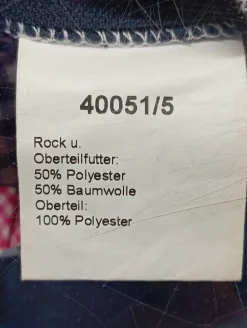 40051/5
Rock u.
Oberteilfutter:
50% Polyester
50% Baumwolle
Oberteil:
100% Polyester